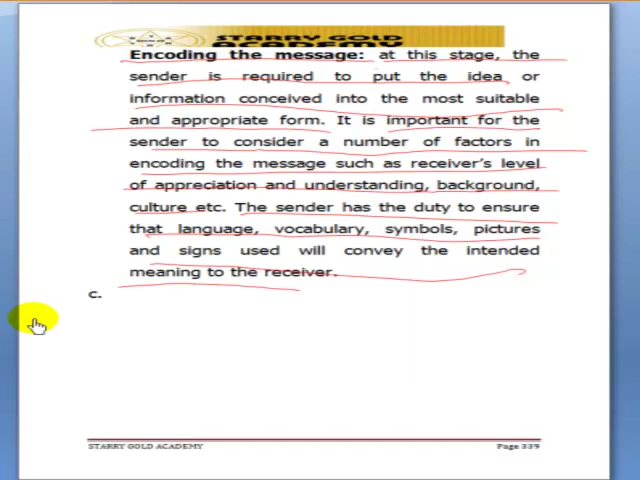 STARRY GOLD
ACADEMY
Encoding the message: at this stage, the
sender is required to put the idea or
information conceived into the most suitable
and appropriate form. It is important for the
sender to consider a number of factors in
encoding the message such as receiver's level
of appreciation and understanding, background,
culture etc. The sender has the duty to ensure
that language, vocabulary, symbols, pictures
and signs used will convey the intended
meaning to the receiver.
c.
STARRY GOLD ACADEMY Page 339